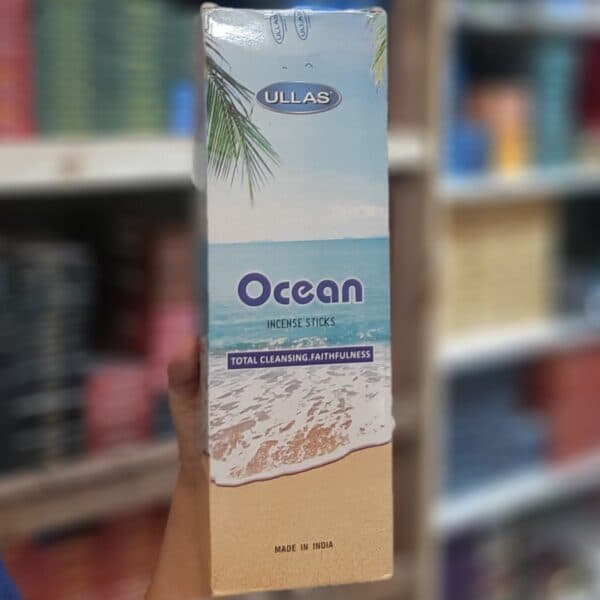 ULLAS®
Ocean
INCENSE STICKS
TOTAL CLEANSING.FAITHFULNESS
MADE IN INDIA